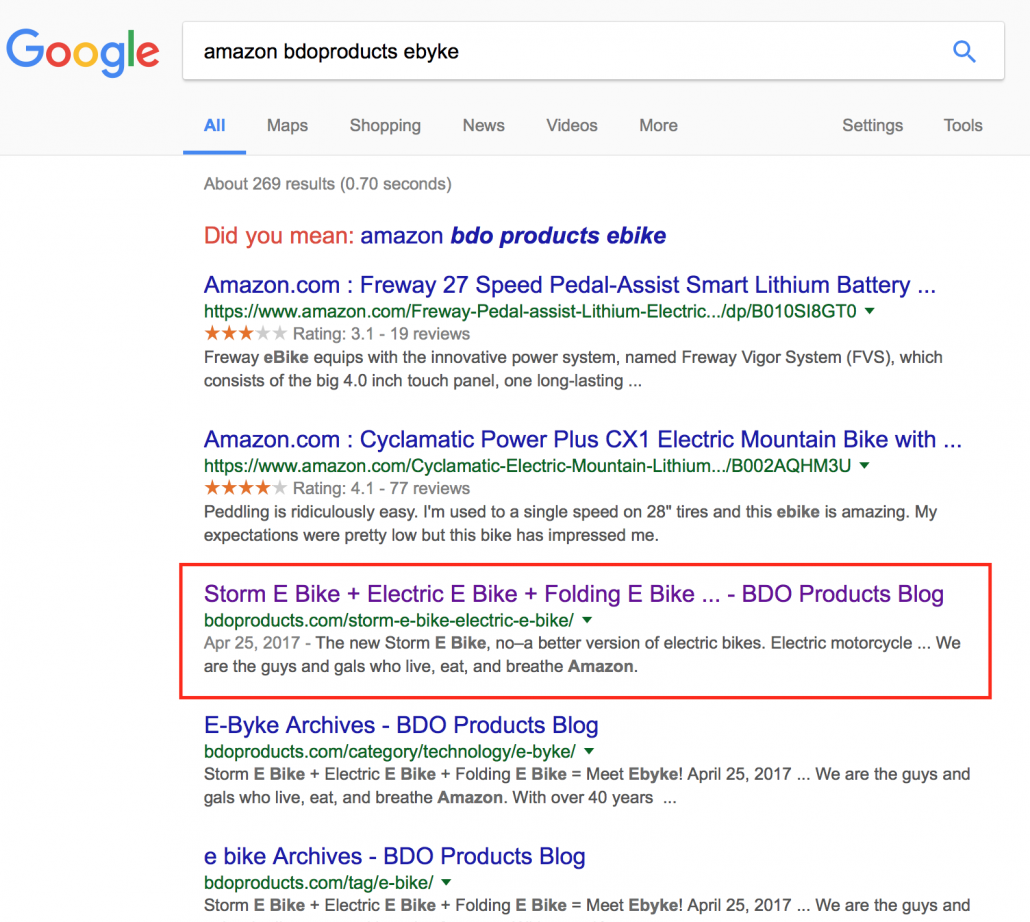 Google
amazon bdoproducts ebyke
All Maps Shopping News Videos More Settings Tools
About 269 results (0.70 seconds)
Did you mean: amazon bdo products ebike
Amazon.com : Freway 27 Speed Pedal-Assist Smart Lithium Battery ...
https://www.amazon.com/Freway-Pedal-assist-Lithium-Electric.../dp/B010SI8GT0
Rating: 3.1 - 19 reviews
Freway eBike equips with the innovative power system, named Freway Vigor System (FVS), which
consists of the big 4.0 inch touch panel, one long-lasting ...
Amazon.com : Cyclamatic Power Plus CX1 Electric Mountain Bike with ...
https://www.amazon.com/Cyclamatic-Electric-Mountain-Lithium.../B002AQHM3U
Rating: 4.1 - 77 reviews
Peddling is ridiculously easy. I'm used to a single speed on 28" tires and this ebike is amazing. My
expectations were pretty low but this bike has impressed me.
Storm E Bike + Electric E Bike + Folding E Bike ... - BDO Products Blog
bdoproducts.com/storm-e-bike-electric-e-bike/
Apr 25, 2017 - The new Storm E Bike, no–a better version of electric bikes. Electric motorcycle ... We
are the guys and gals who live, eat, and breathe Amazon.
E-Byke Archives - BDO Products Blog
bdoproducts.com/category/technology/e-byke/
Storm E Bike + Electric E Bike + Folding E Bike = Meet Ebyke! April 25, 2017 ... We are the guys and
gals who live, eat, and breathe Amazon. With over 40 years ...
e bike Archives - BDO Products Blog
bdoproducts.com/tag/e-bike/
Storm E Bike + Electric E Bike + Folding E Bike = Meet Ebyke! April 25, 2017 ... We are the guys and